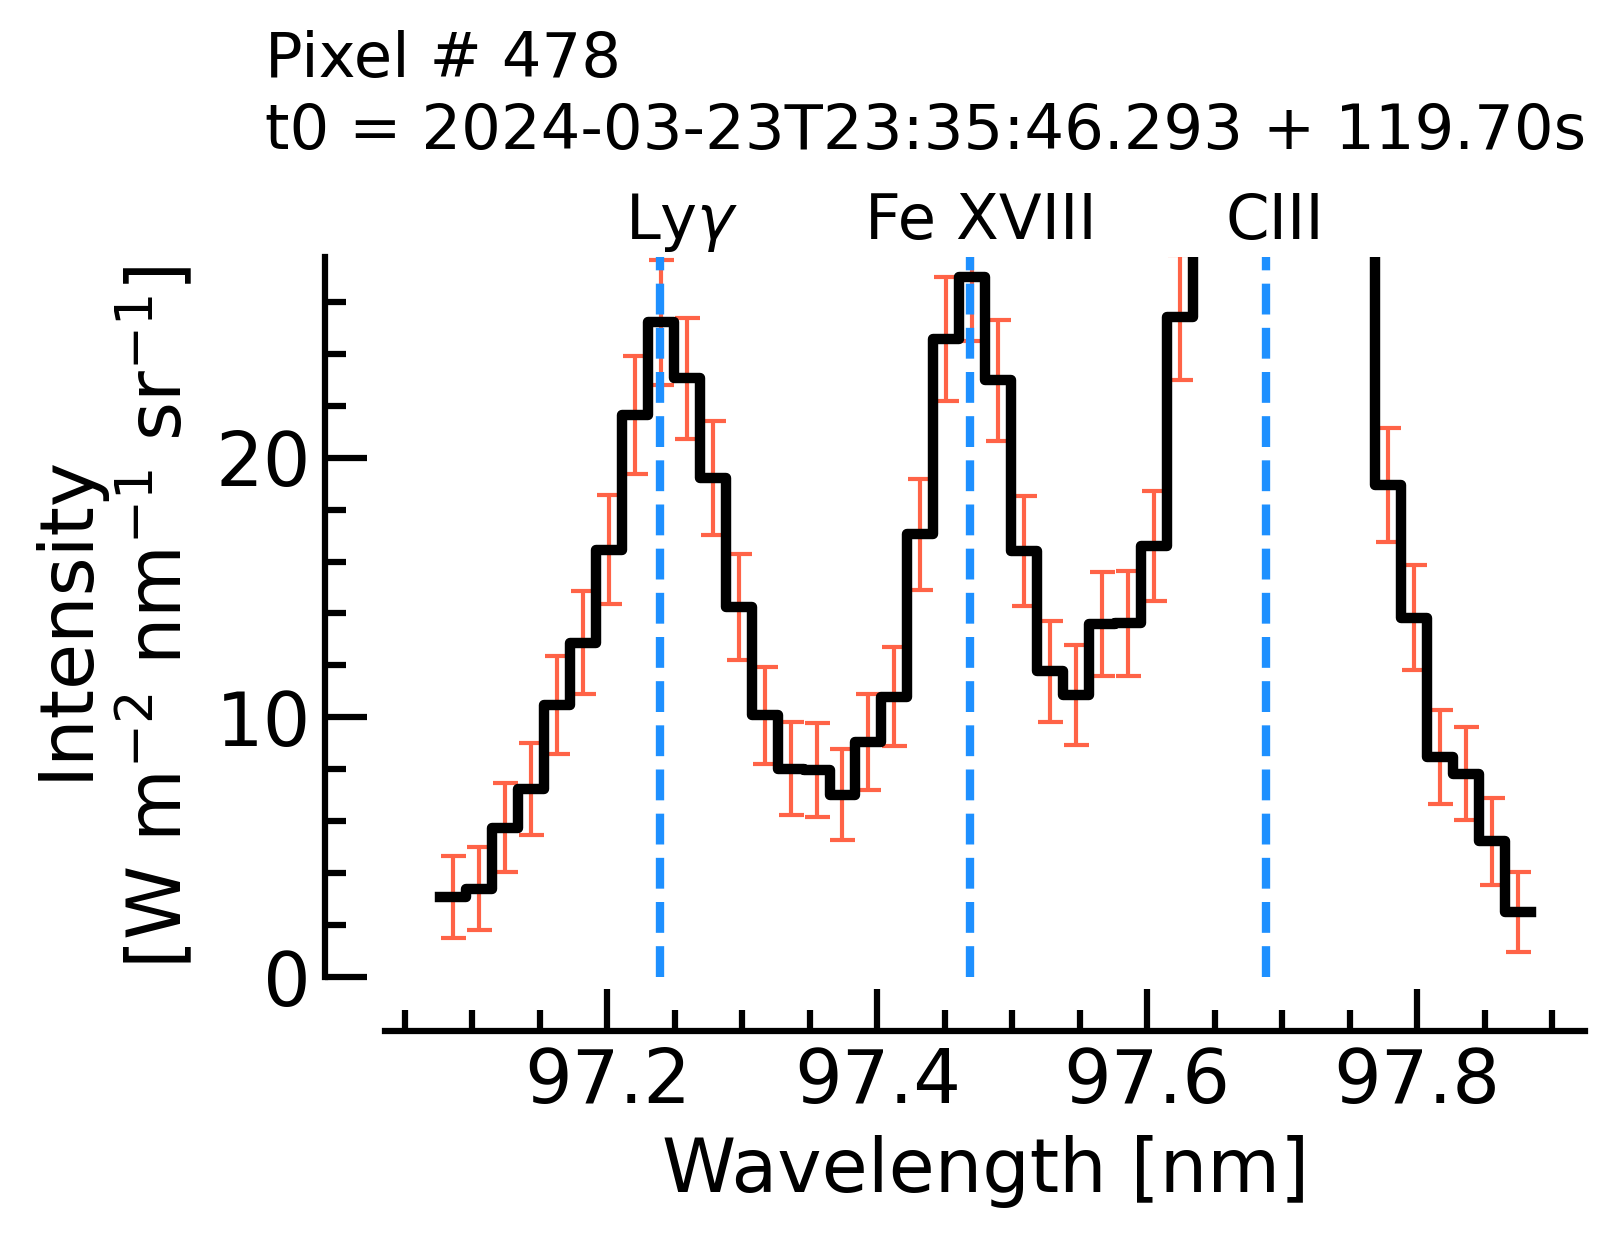 Pixel # 478
t0 = 2024-03-23T23:35:46.293 + 119.70s
Lyγ Fe XVIII CIII
Intensity
[W m⁻² nm⁻¹ sr⁻¹]
20
10
0
97.2 97.4 97.6 97.8
Wavelength [nm]